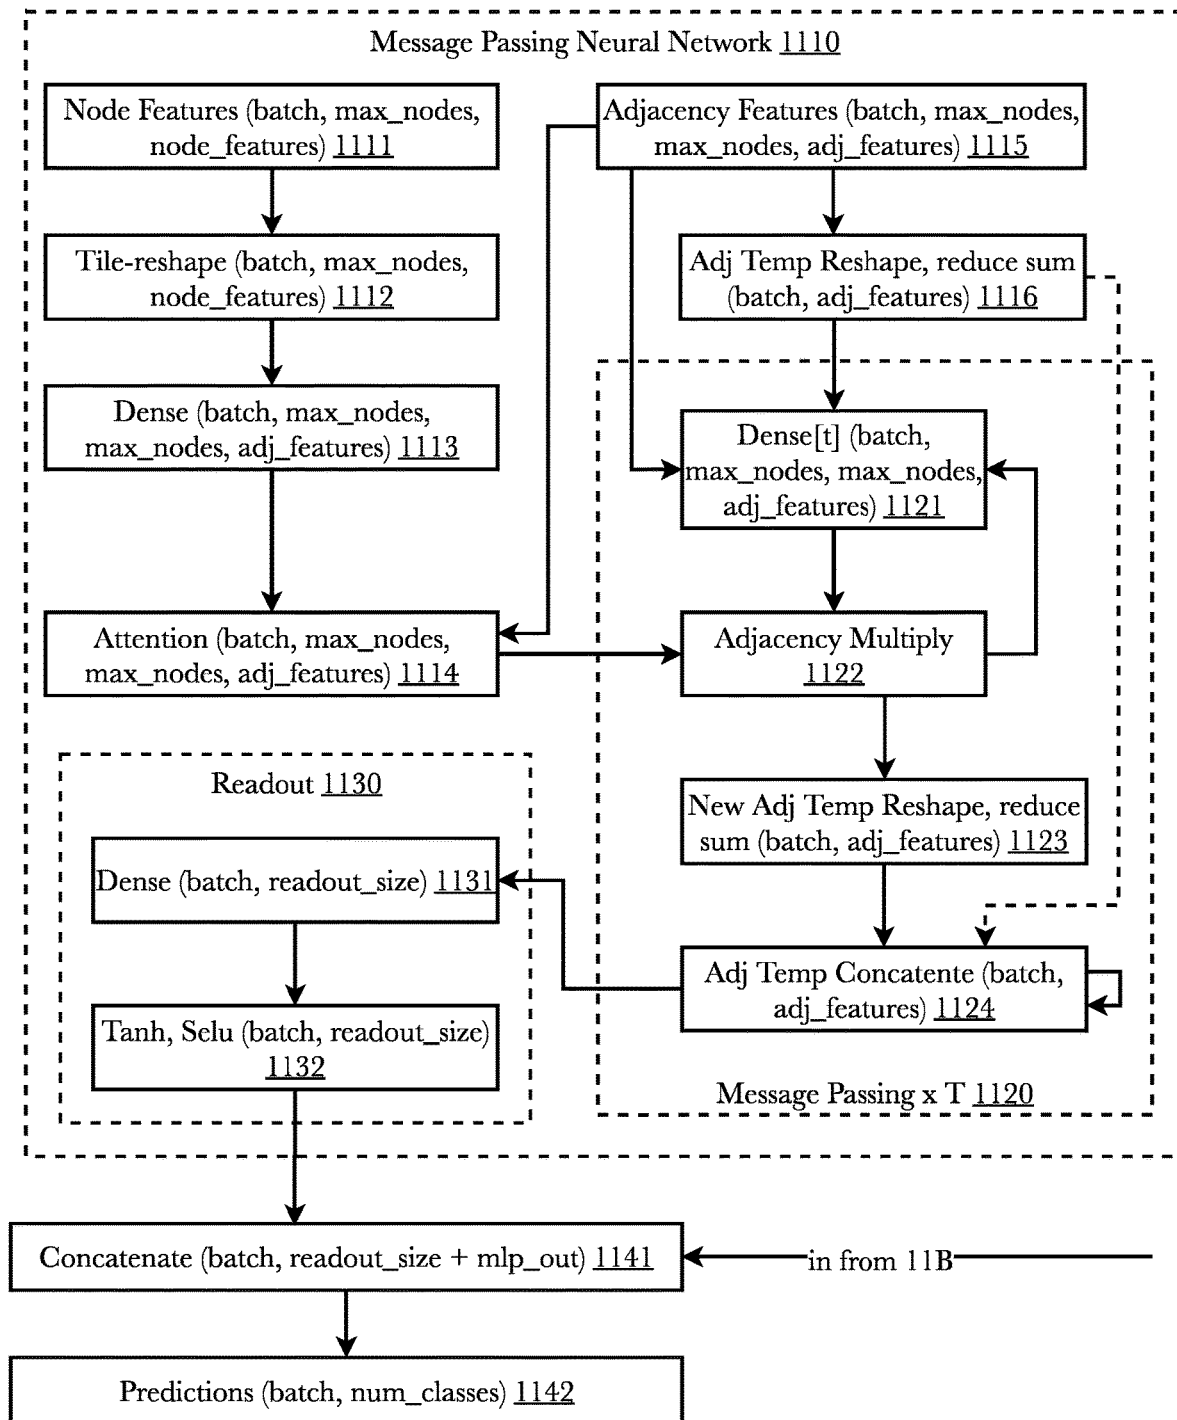 Message Passing Neural Network 1110
Node Features (batch, max_nodes,
node_features) 1111
Adjacency Features (batch, max_nodes,
max_nodes, adj_features) 1115
Tile-reshape (batch, max_nodes,
node_features) 1112
Adj Temp Reshape, reduce sum
(batch, adj_features) 1116
Dense (batch, max_nodes,
max_nodes, adj_features) 1113
Dense[t] (batch,
max_nodes, max_nodes,
adj_features) 1121
Attention (batch, max_nodes,
max_nodes, adj_features) 1114
Adjacency Multiply
1122
New Adj Temp Reshape, reduce
sum (batch, adj_features) 1123
Adj Temp Concatente (batch,
adj_features) 1124
Message Passing x T 1120
Readout 1130
Dense (batch, readout_size) 1131
Tanh, Selu (batch, readout_size)
1132
Concatenate (batch, readout_size + mlp_out) 1141
in from 11B
Predictions (batch, num_classes) 1142